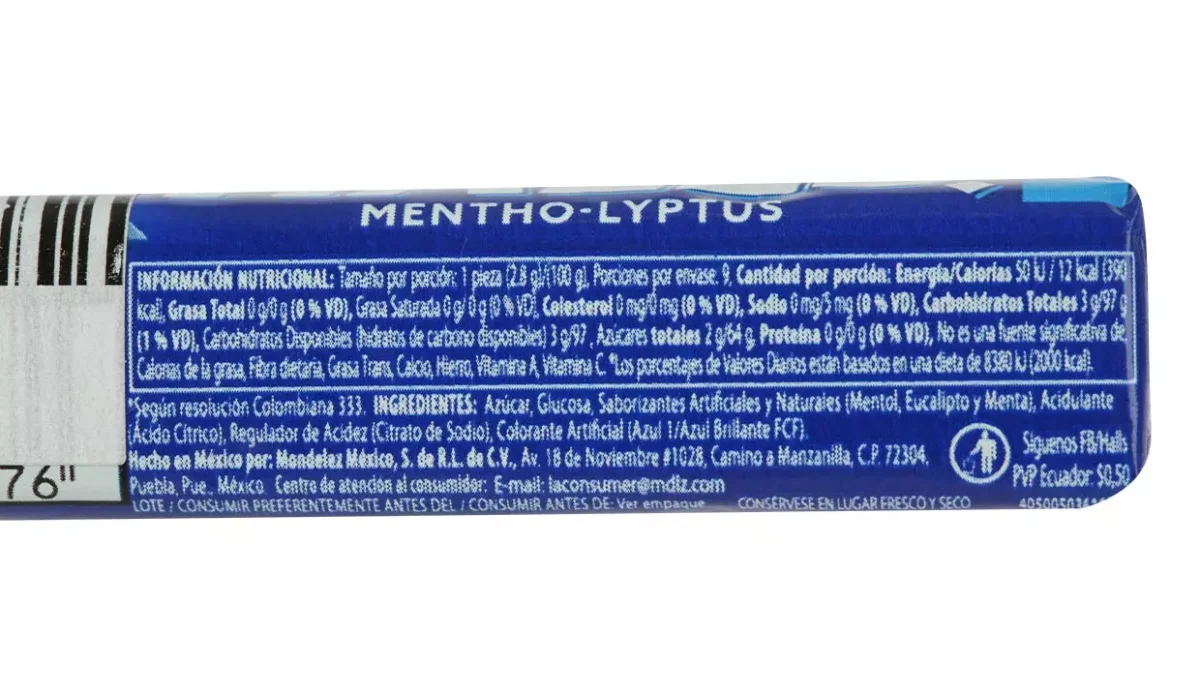 MENTHO-LYPTUS
INFORMACIÓN NUTRICIONAL: Tamaño por porción: 1 pieza (2,8 g)/(100 g), Porciones por envase: 9, Cantidad por porción: Energía/Calorías 50 kJ / 12 kcal (390
kcal), Grasa Total 0 g/0 g (0 % VD), Grasa Saturada 0 g/ 0 g (0 % VD), Colesterol 0 mg/0 mg (0 % VD), Sodio 0 mg/5 mg (0 % VD), Carbohidratos Totales 3 g/97 g
(1 % VD), Carbohidratos Disponibles (hidratos de carbono disponibles) 3 g/97 , Azúcares totales 2 g/64 g, Proteína 0 g/0 g (0 % VD), No es una fuente significativa de
Calorías de la grasa, Fibra dietaria, Grasa Trans, Calcio, Hierro, Vitamina A, Vitamina C. *Los porcentajes de Valores Diarios están basados en una dieta de 8380 kJ (2000 kcal).
*Según resolución Colombiana 333. INGREDIENTES: Azúcar, Glucosa, Saborizantes Artificiales y Naturales (Mentol, Eucalipto y Menta), Acidulante
(Ácido Cítrico), Regulador de Acidez (Citrato de Sodio), Colorante Artificial (Azul 1/Azul Brillante FCF).
Hecho en México por: Mondelez México, S. de R.L. de C.V., Av. 18 de Noviembre #1028, Camino a Manzanilla, C.P. 72304,
Puebla, Pue., México. Centro de atención al consumidor: E-mail: laconsumer@mdlz.com
LOTE / CONSUMIR PREFERENTEMENTE ANTES DEL / CONSUMIR ANTES DE: Ver empaque CONSERVESE EN LUGAR FRESCO Y SECO
Síguenos FB/Halls
PVP Ecuador: $0,50
76"